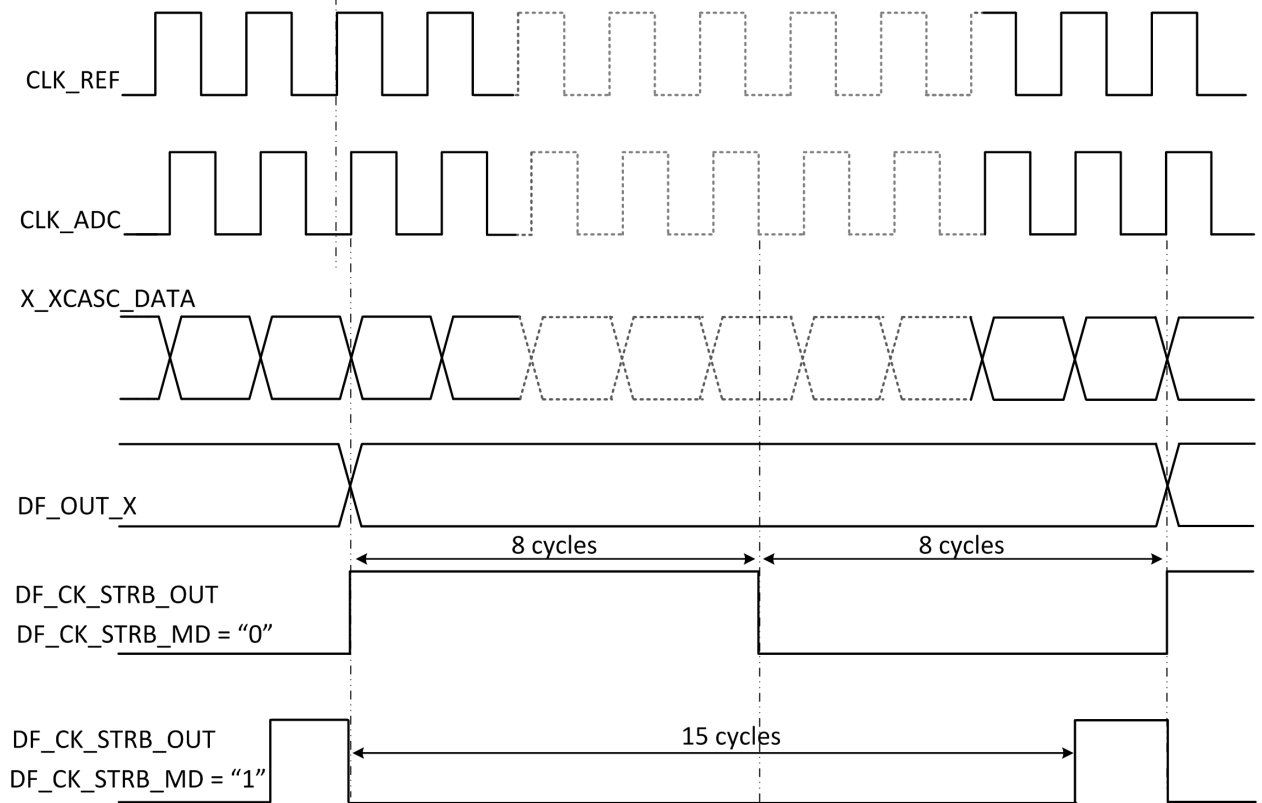 CLK_REF
CLK_ADC
X_XCASC_DATA
DF_OUT_X
8 cycles
8 cycles
DF_CK_STRB_OUT
DF_CK_STRB_MD = “0”
DF_CK_STRB_OUT
15 cycles
DF_CK_STRB_MD = “1”